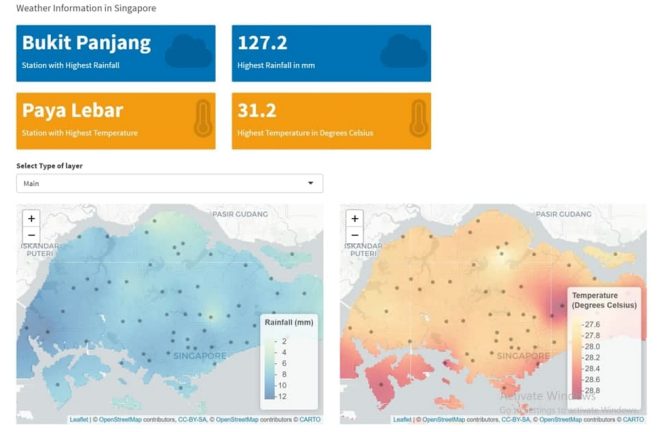 Weather Information in Singapore
Bukit Panjang
Station with Highest Rainfall
127.2
Highest Rainfall in mm
Paya Lebar
Station with Highest Temperature
31.2
Highest Temperature in Degrees Celsius
Select Type of layer
Main
+
−
PASIR GUDANG
ISKANDAR
PUTERI
SINGAPORE
Rainfall (mm)
2
4
6
8
10
12
Leaflet | © OpenStreetMap contributors, CC-BY-SA, © OpenStreetMap contributors © CARTO
+
−
PASIR GUDANG
ISKANDAR
PUTERI
SINGAPORE
Temperature
(Degrees Celsius)
27.6
27.8
28.0
28.2
28.4
28.6
28.8
Activate Windows
Go to Settings to activate Windows.
Leaflet | © OpenStreetMap contributors, CC-BY-SA, © OpenStreetMap contributors © CARTO